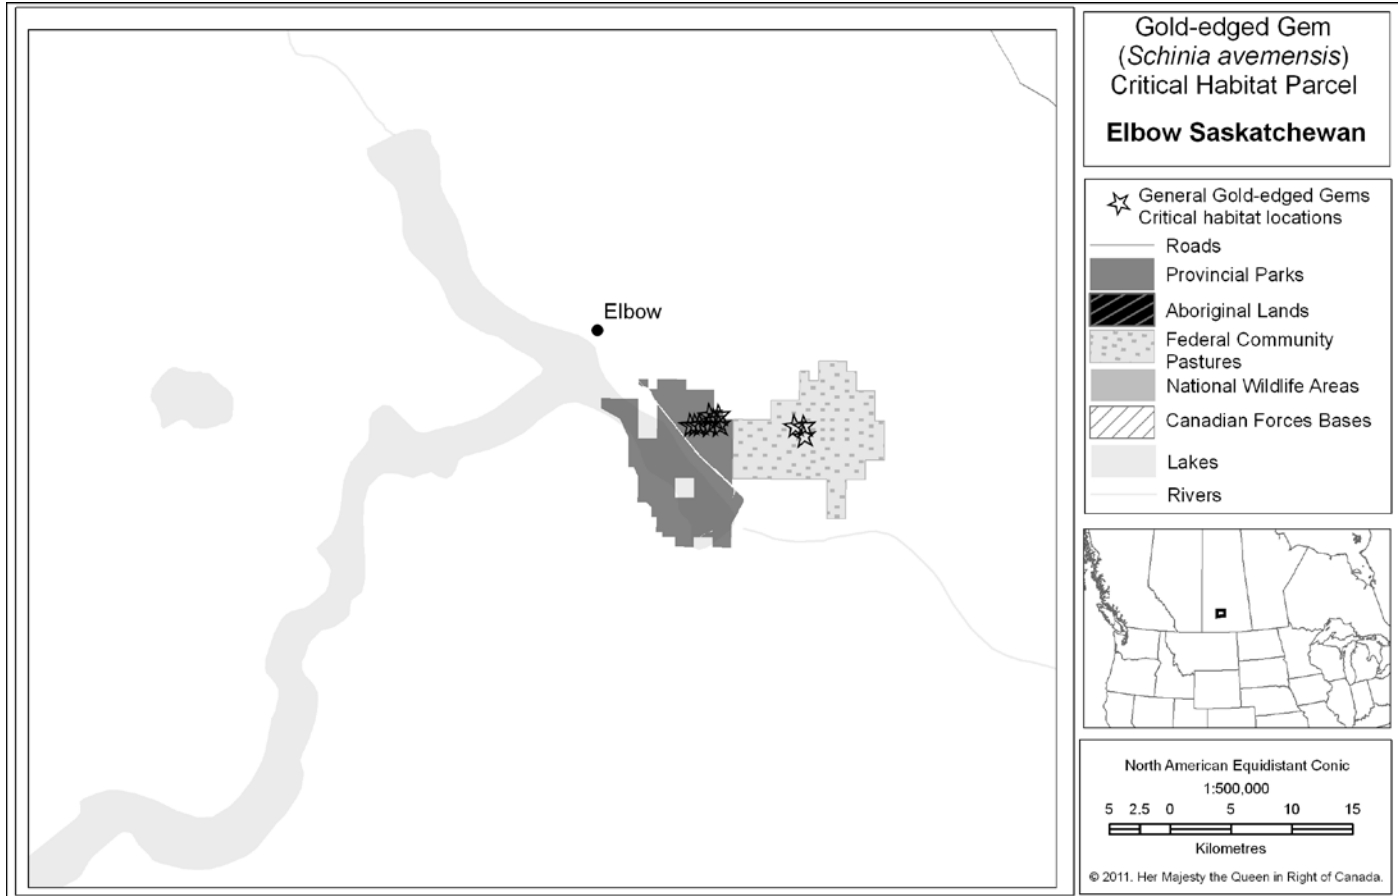 Gold-edged Gem
(Schinia avemensis)
Critical Habitat Parcel
Elbow Saskatchewan
General Gold-edged Gems
Critical habitat locations
Roads
Provincial Parks
Aboriginal Lands
Federal Community
Pastures
National Wildlife Areas
Canadian Forces Bases
Lakes
Rivers
Elbow
North American Equidistant Conic
1:500,000
5 2.5 0 5 10 15
Kilometres
© 2011. Her Majesty the Queen in Right of Canada.